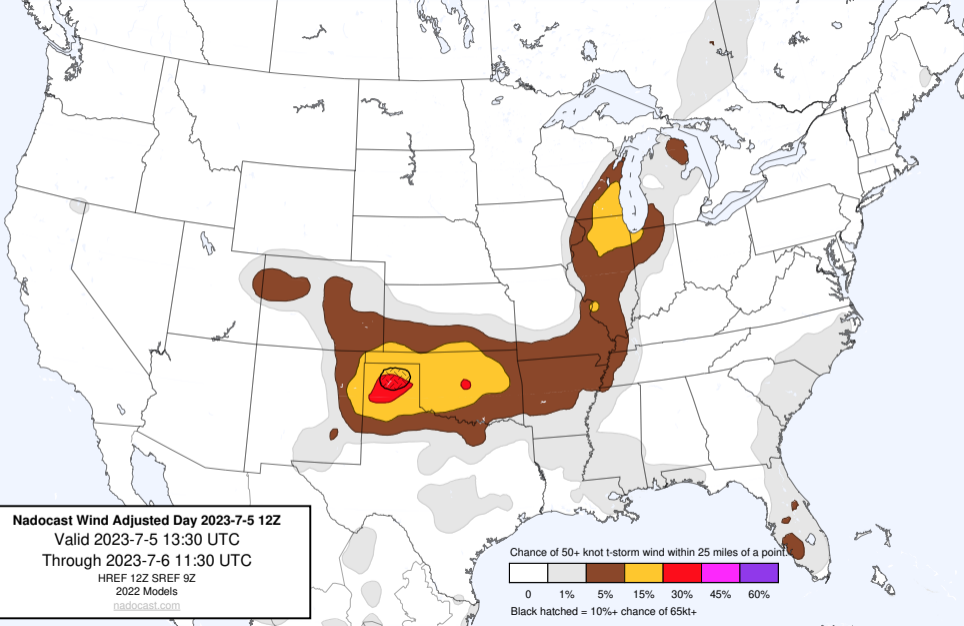 Nadocast Wind Adjusted Day 2023-7-5 12Z
Valid 2023-7-5 13:30 UTC
Through 2023-7-6 11:30 UTC
HREF 12Z SREF 9Z
2022 Models
nadocast.com
Chance of 50+ knot t-storm wind within 25 miles of a point.
0 1% 5% 15% 30% 45% 60%
Black hatched = 10%+ chance of 65kt+